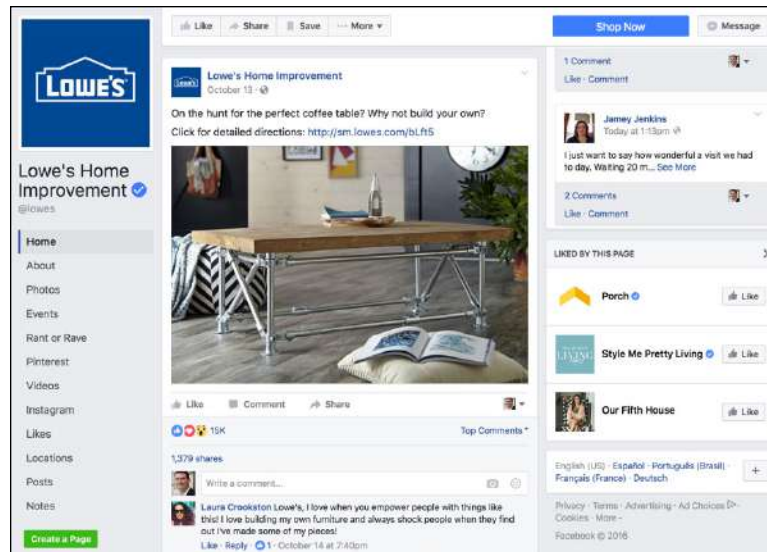 LOWE'S
Lowe's Home
Improvement
@lowes
Home
About
Photos
Events
Rant or Rave
Pinterest
Videos
Instagram
Likes
Locations
Posts
Notes
Create a Page
Like Share Save ··· More
Lowe's
Lowe's Home Improvement
October 13 ·
On the hunt for the perfect coffee table? Why not build your own?
Click for detailed directions: http://sm.lowes.com/bLft5
Like Comment Share
15K Top Comments
1,379 shares
Write a comment...
Laura Crookston Lowe's, I love when you empower people with things like
this! I love building my own furniture and always shock people when they find
out I've made some of my pieces!
Like · Reply · 1 · October 14 at 7:40pm
Shop Now Message
1 Comment
Like · Comment
Jamey Jenkins
Today at 1:13pm
I just want to say how wonderful a visit we had
to day, Waiting 20 m... See More
2 Comments
Like · Comment
LIKED BY THIS PAGE
Porch Like
LIVING
Style Me Pretty Living Like
Our Fifth House Like
English (US) · Español · Português (Brasil) ·
Français (France) · Deutsch
Privacy · Terms · Advertising · Ad Choices ·
Cookies · More
Facebook © 2016